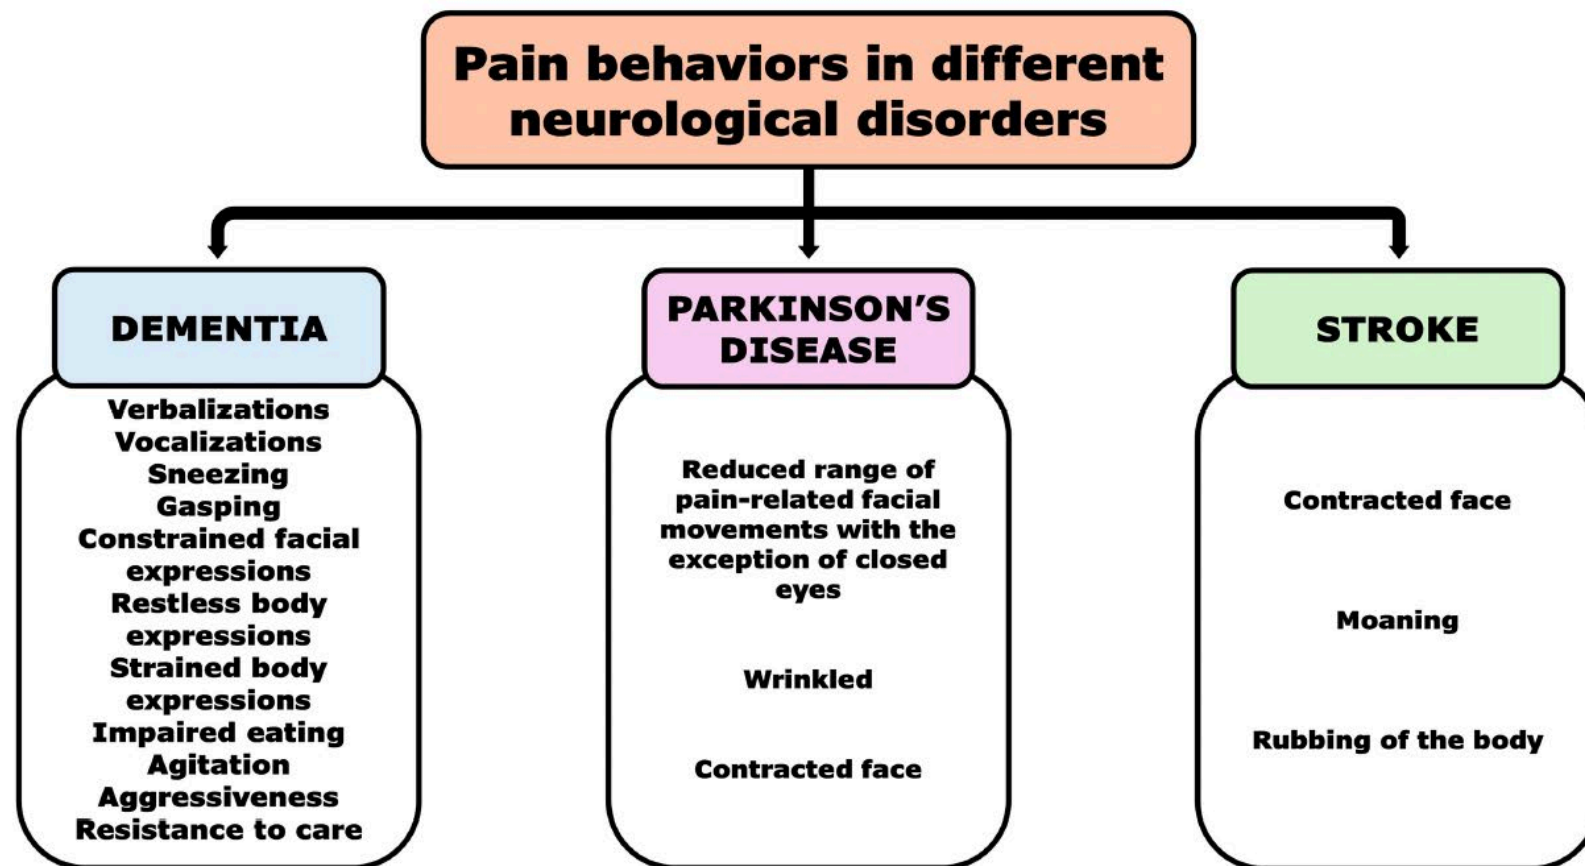 Pain behaviors in different
neurological disorders
DEMENTIA
Verbalizations
Vocalizations
Sneezing
Gasping
Constrained facial
expressions
Restless body
expressions
Strained body
expressions
Impaired eating
Agitation
Aggressiveness
Resistance to care
PARKINSON'S
DISEASE
Reduced range of
pain-related facial
movements with the
exception of closed
eyes
Wrinkled
Contracted face
STROKE
Contracted face
Moaning
Rubbing of the body